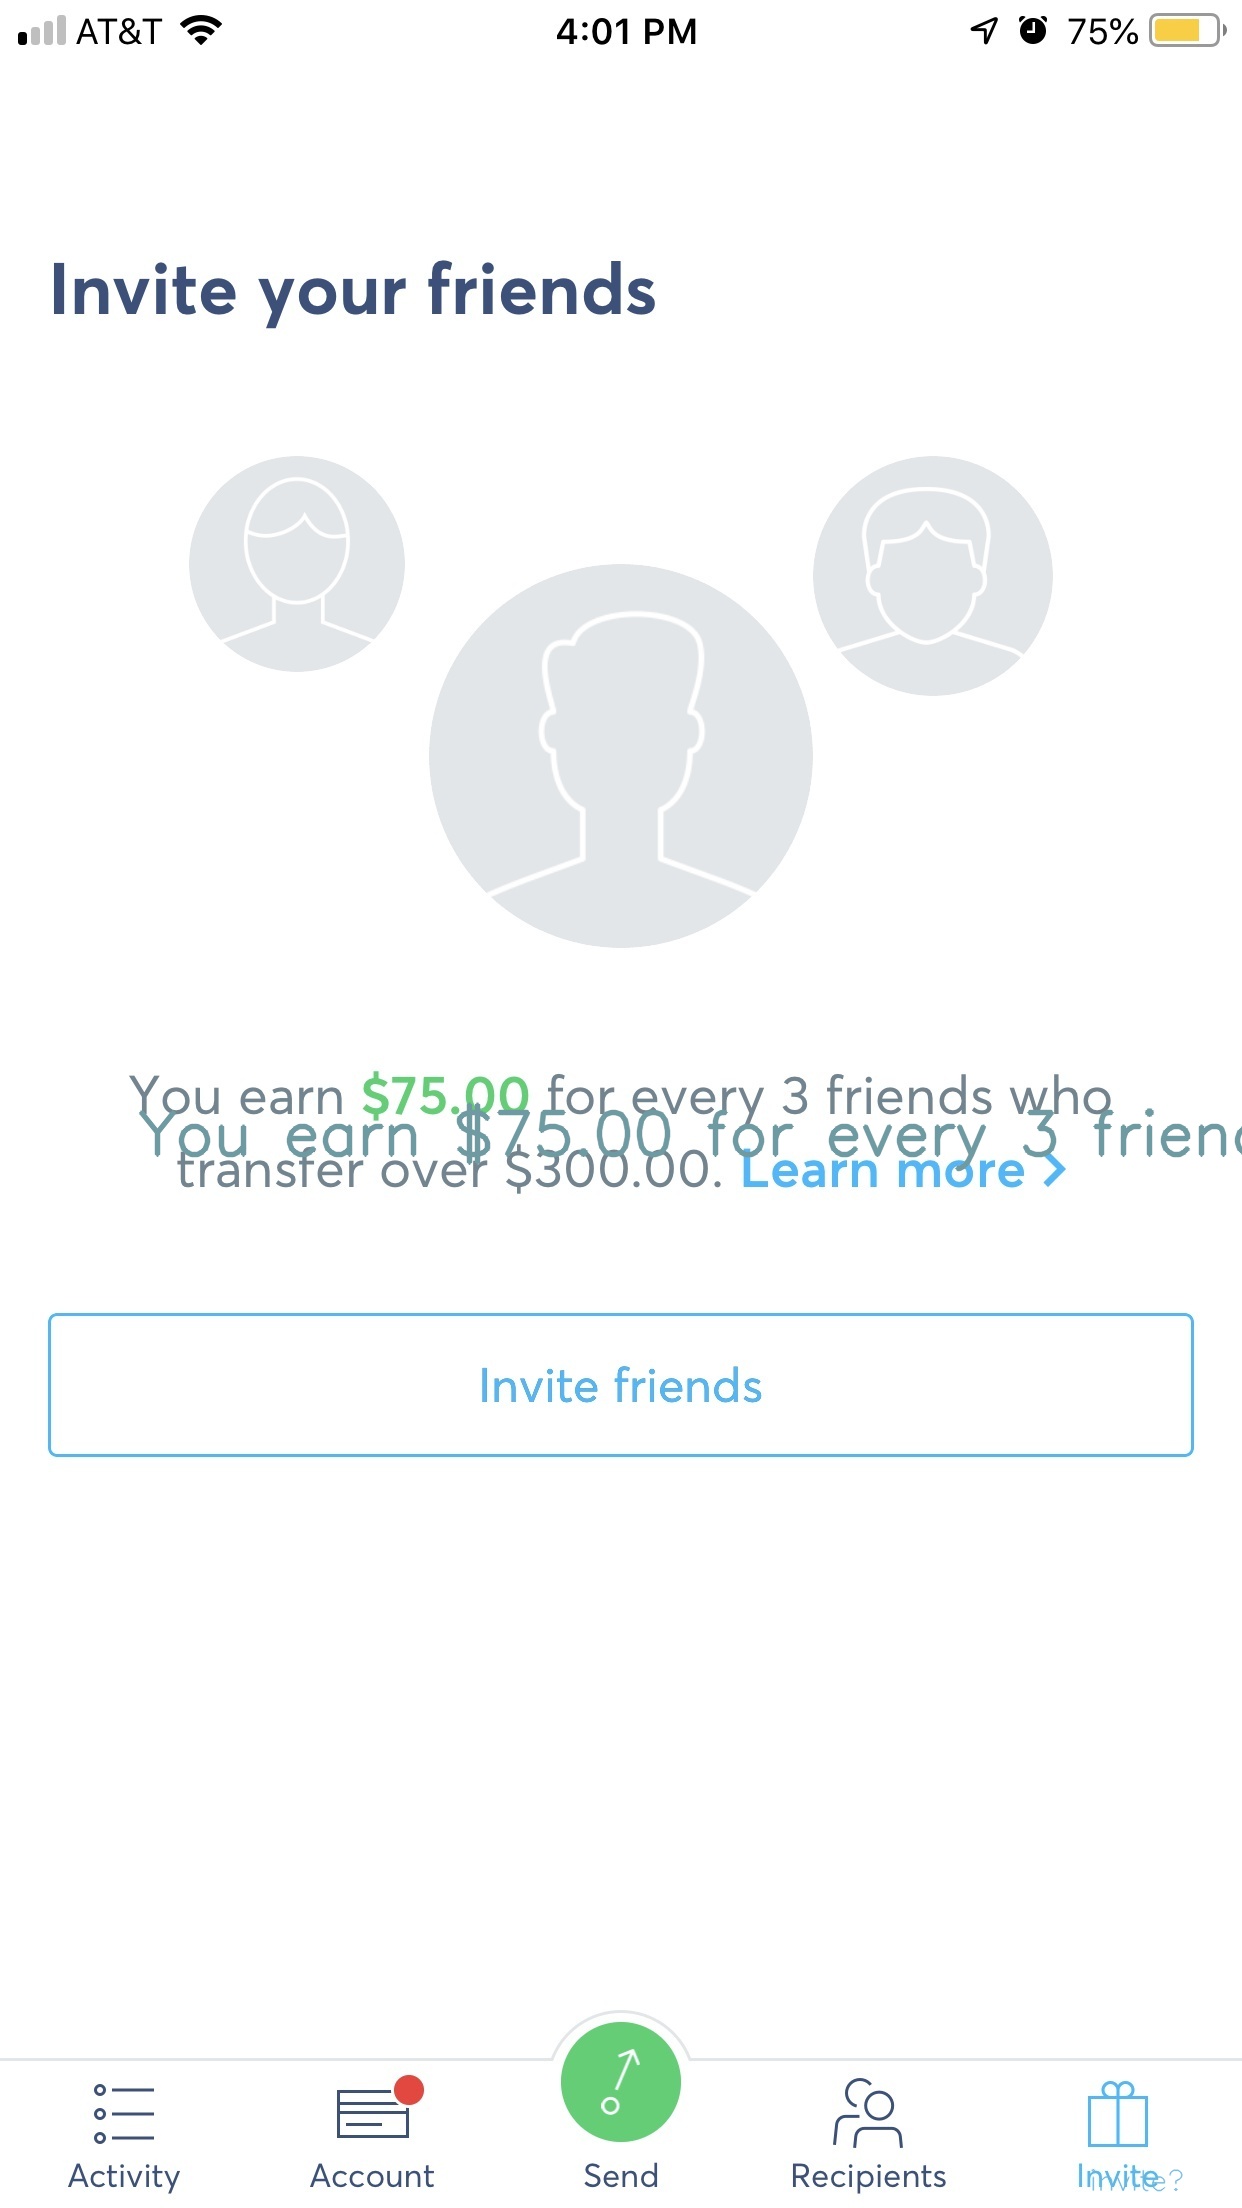 AT&T 4:01 PM 75%
Invite your friends
You earn $75.00 for every 3 friends who
You earn $75.00 for every 3
transfer over $300.00. Learn more >
Invite friends
Activity Account Send Recipients Invite
invite?